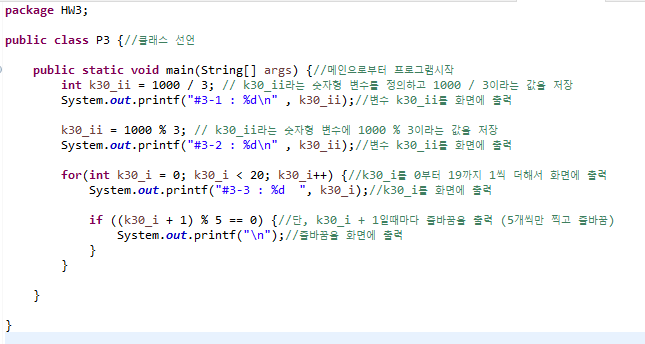 package HW3;
public class P3 {//클래스 선언
public static void main(String[] args) {//메인으로부터 프로그램시작
int k30_ii = 1000 / 3; // k30_ii라는 숫자형 변수를 정의하고 1000 / 3이라는 값을 저장
System.out.printf("#3-1 : %d\n" , k30_ii);//변수 k30_ii를 화면에 출력
k30_ii = 1000 % 3; // k30_ii라는 숫자형 변수에 1000 % 3이라는 값을 저장
System.out.printf("#3-2 : %d\n" , k30_ii);//변수 k30_ii를 화면에 출력
for(int k30_i = 0; k30_i < 20; k30_i++) {//k30_i를 0부터 19까지 1씩 더해서 화면에 출력
System.out.printf("#3-3 : %d  ", k30_i);//k30_i를 화면에 출력
if ((k30_i + 1) % 5 == 0) {//단, k30_i + 1일때마다 줄바꿈을 출력 (5개씩만 찍고 줄바꿈)
System.out.printf("\n");//줄바꿈을 화면에 출력
}
}
}
}